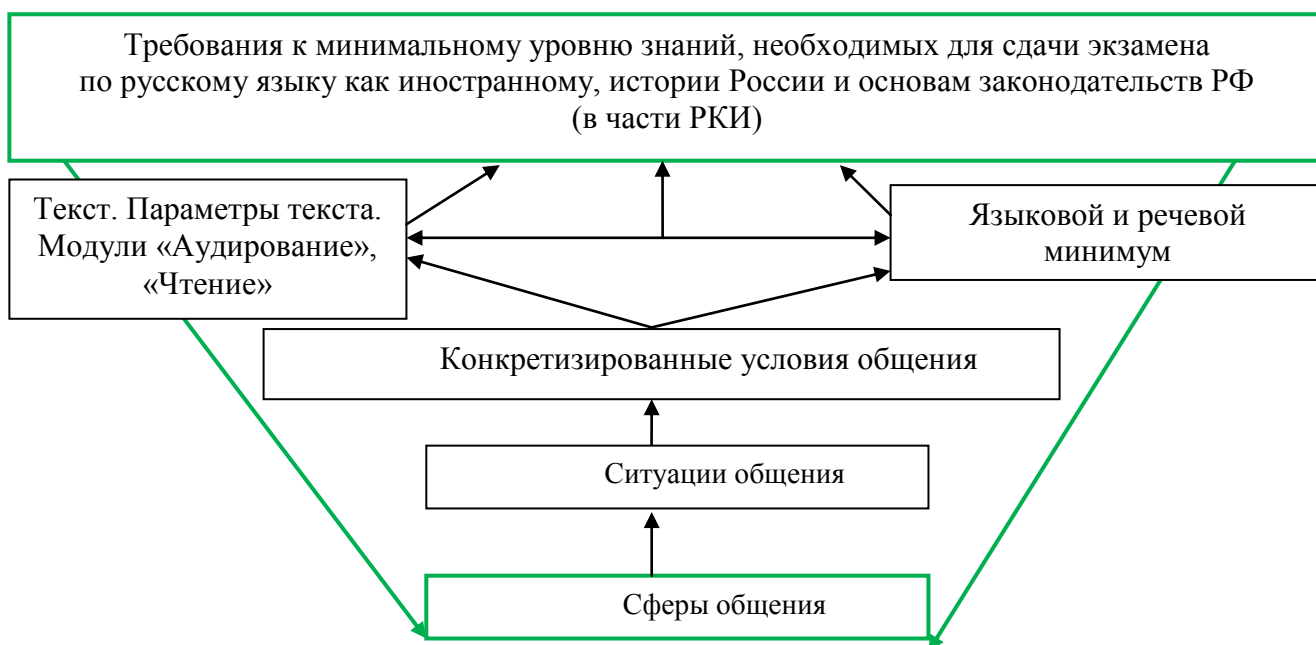 Требования к минимальному уровню знаний, необходимых для сдачи экзамена
по русскому языку как иностранному, истории России и основам законодательств РФ
(в части РКИ)
Текст. Параметры текста.
Модули «Аудирование»,
«Чтение»
Языковой и речевой
минимум
Конкретизированные условия общения
Ситуации общения
Сферы общения